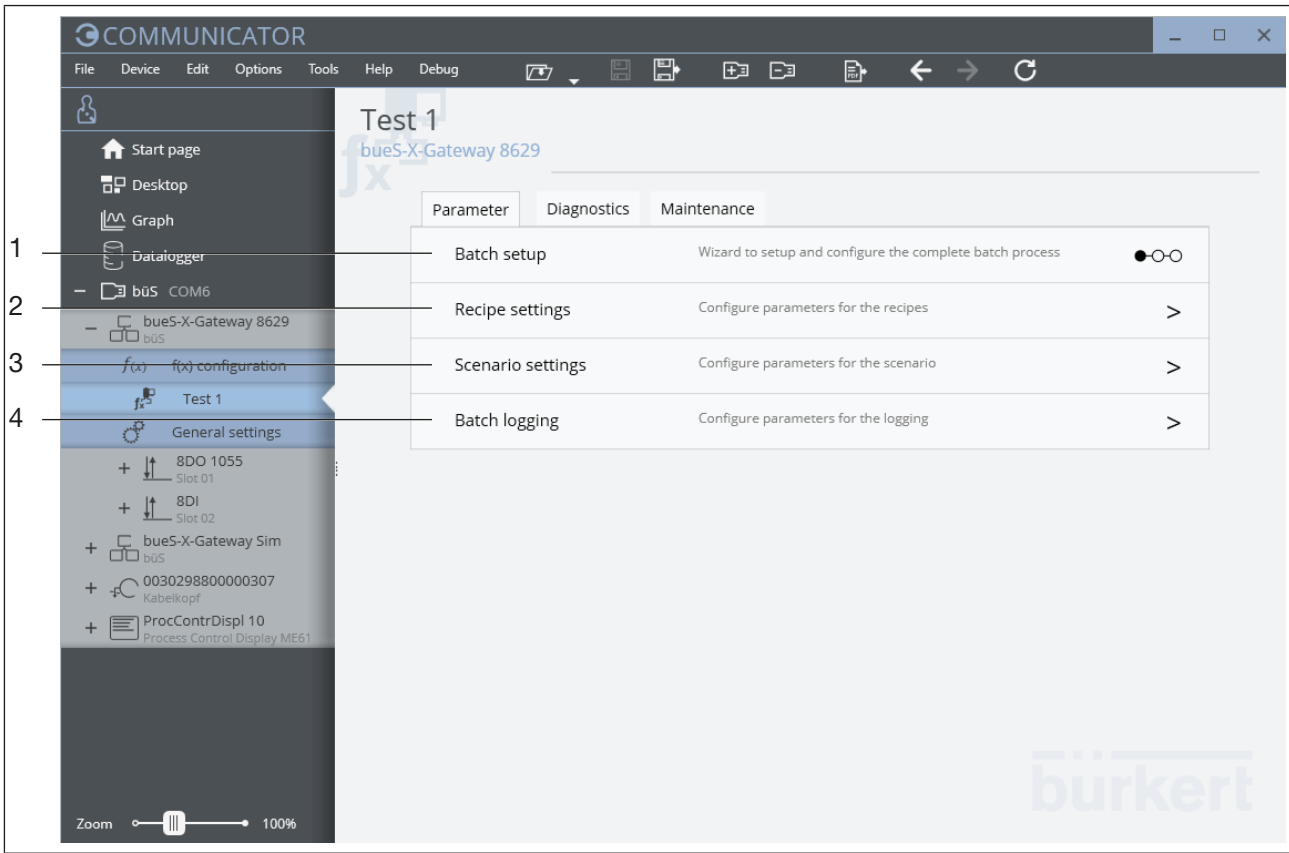 COMMUNICATOR
File Device Edit Options Tools Help Debug
PDF
Start page
Desktop
Graph
Datalogger
büS COM6
bueS-X-Gateway 8629
büS
f(x) f(x) configuration
fx Test 1
General settings
8DO 1055
Slot 01
8DI
Slot 02
bueS-X-Gateway Sim
büS
0030298800000307
Kabelkopf
ProcContrDispl 10
Process Control Display ME61
Zoom 100%
Test 1
bueS-X-Gateway 8629
fx
Parameter Diagnostics Maintenance
1 Batch setup Wizard to setup and configure the complete batch process
2 Recipe settings Configure parameters for the recipes >
3 Scenario settings Configure parameters for the scenario >
4 Batch logging Configure parameters for the logging >
burkert